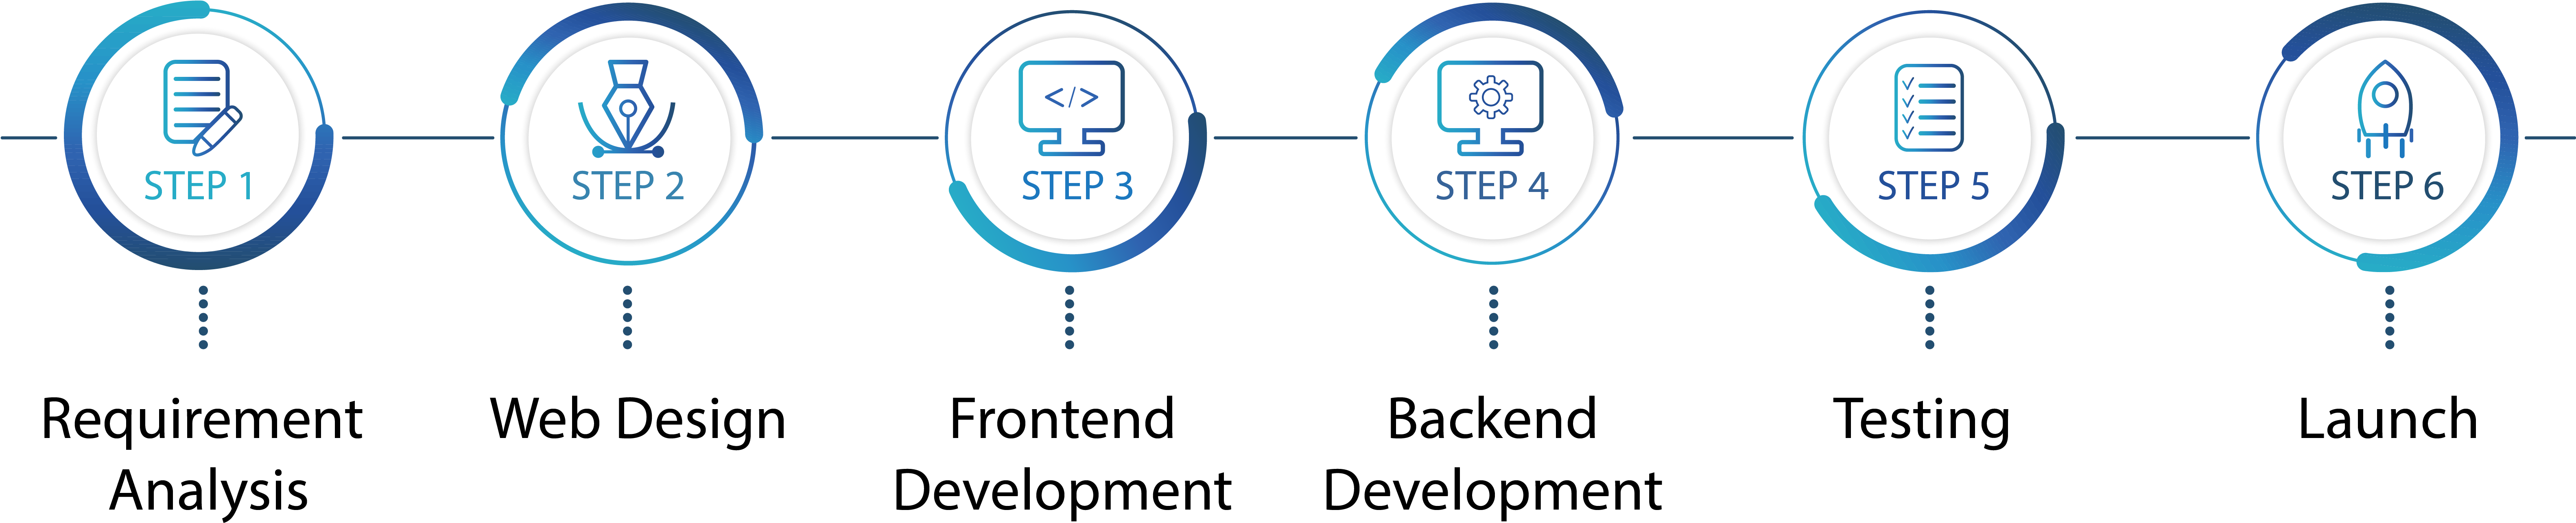 </>
STEP 1
STEP 2
STEP 3
STEP 4
STEP 5
STEP 6
Requirement
Analysis
Web Design
Frontend
Development
Backend
Development
Testing
Launch